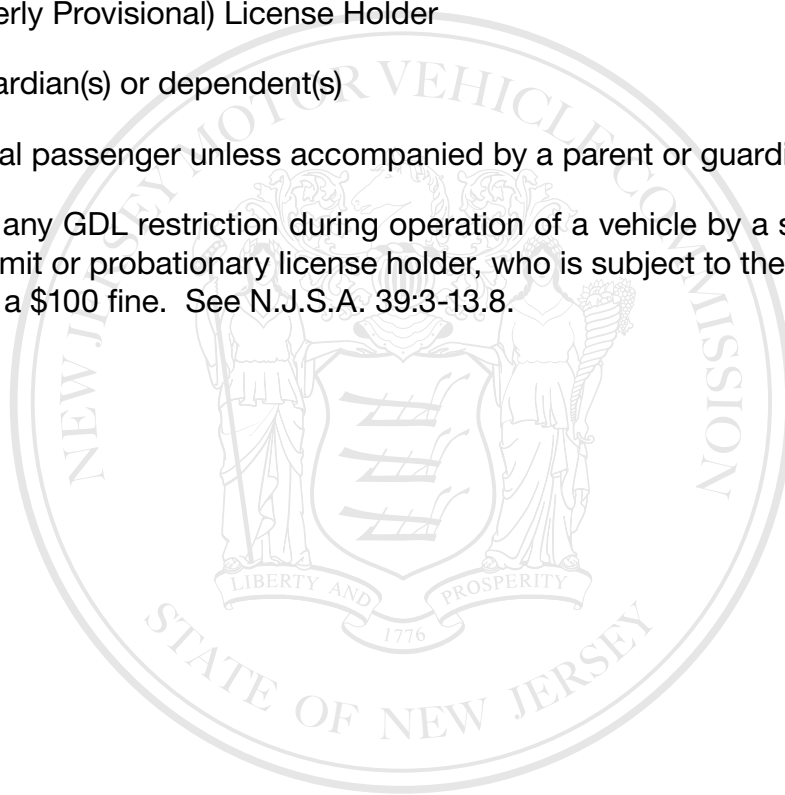 erly Provisional) License Holder
ardian(s) or dependent(s)
al passenger unless accompanied by a parent or guardi
any GDL restriction during operation of a vehicle by a s
mit or probationary license holder, who is subject to the
a $100 fine.  See N.J.S.A. 39:3-13.8.
NEW JERSEY MOTOR VEHICLE COMMISSION
LIBERTY AND PROSPERITY
1776
STATE OF NEW JERSEY